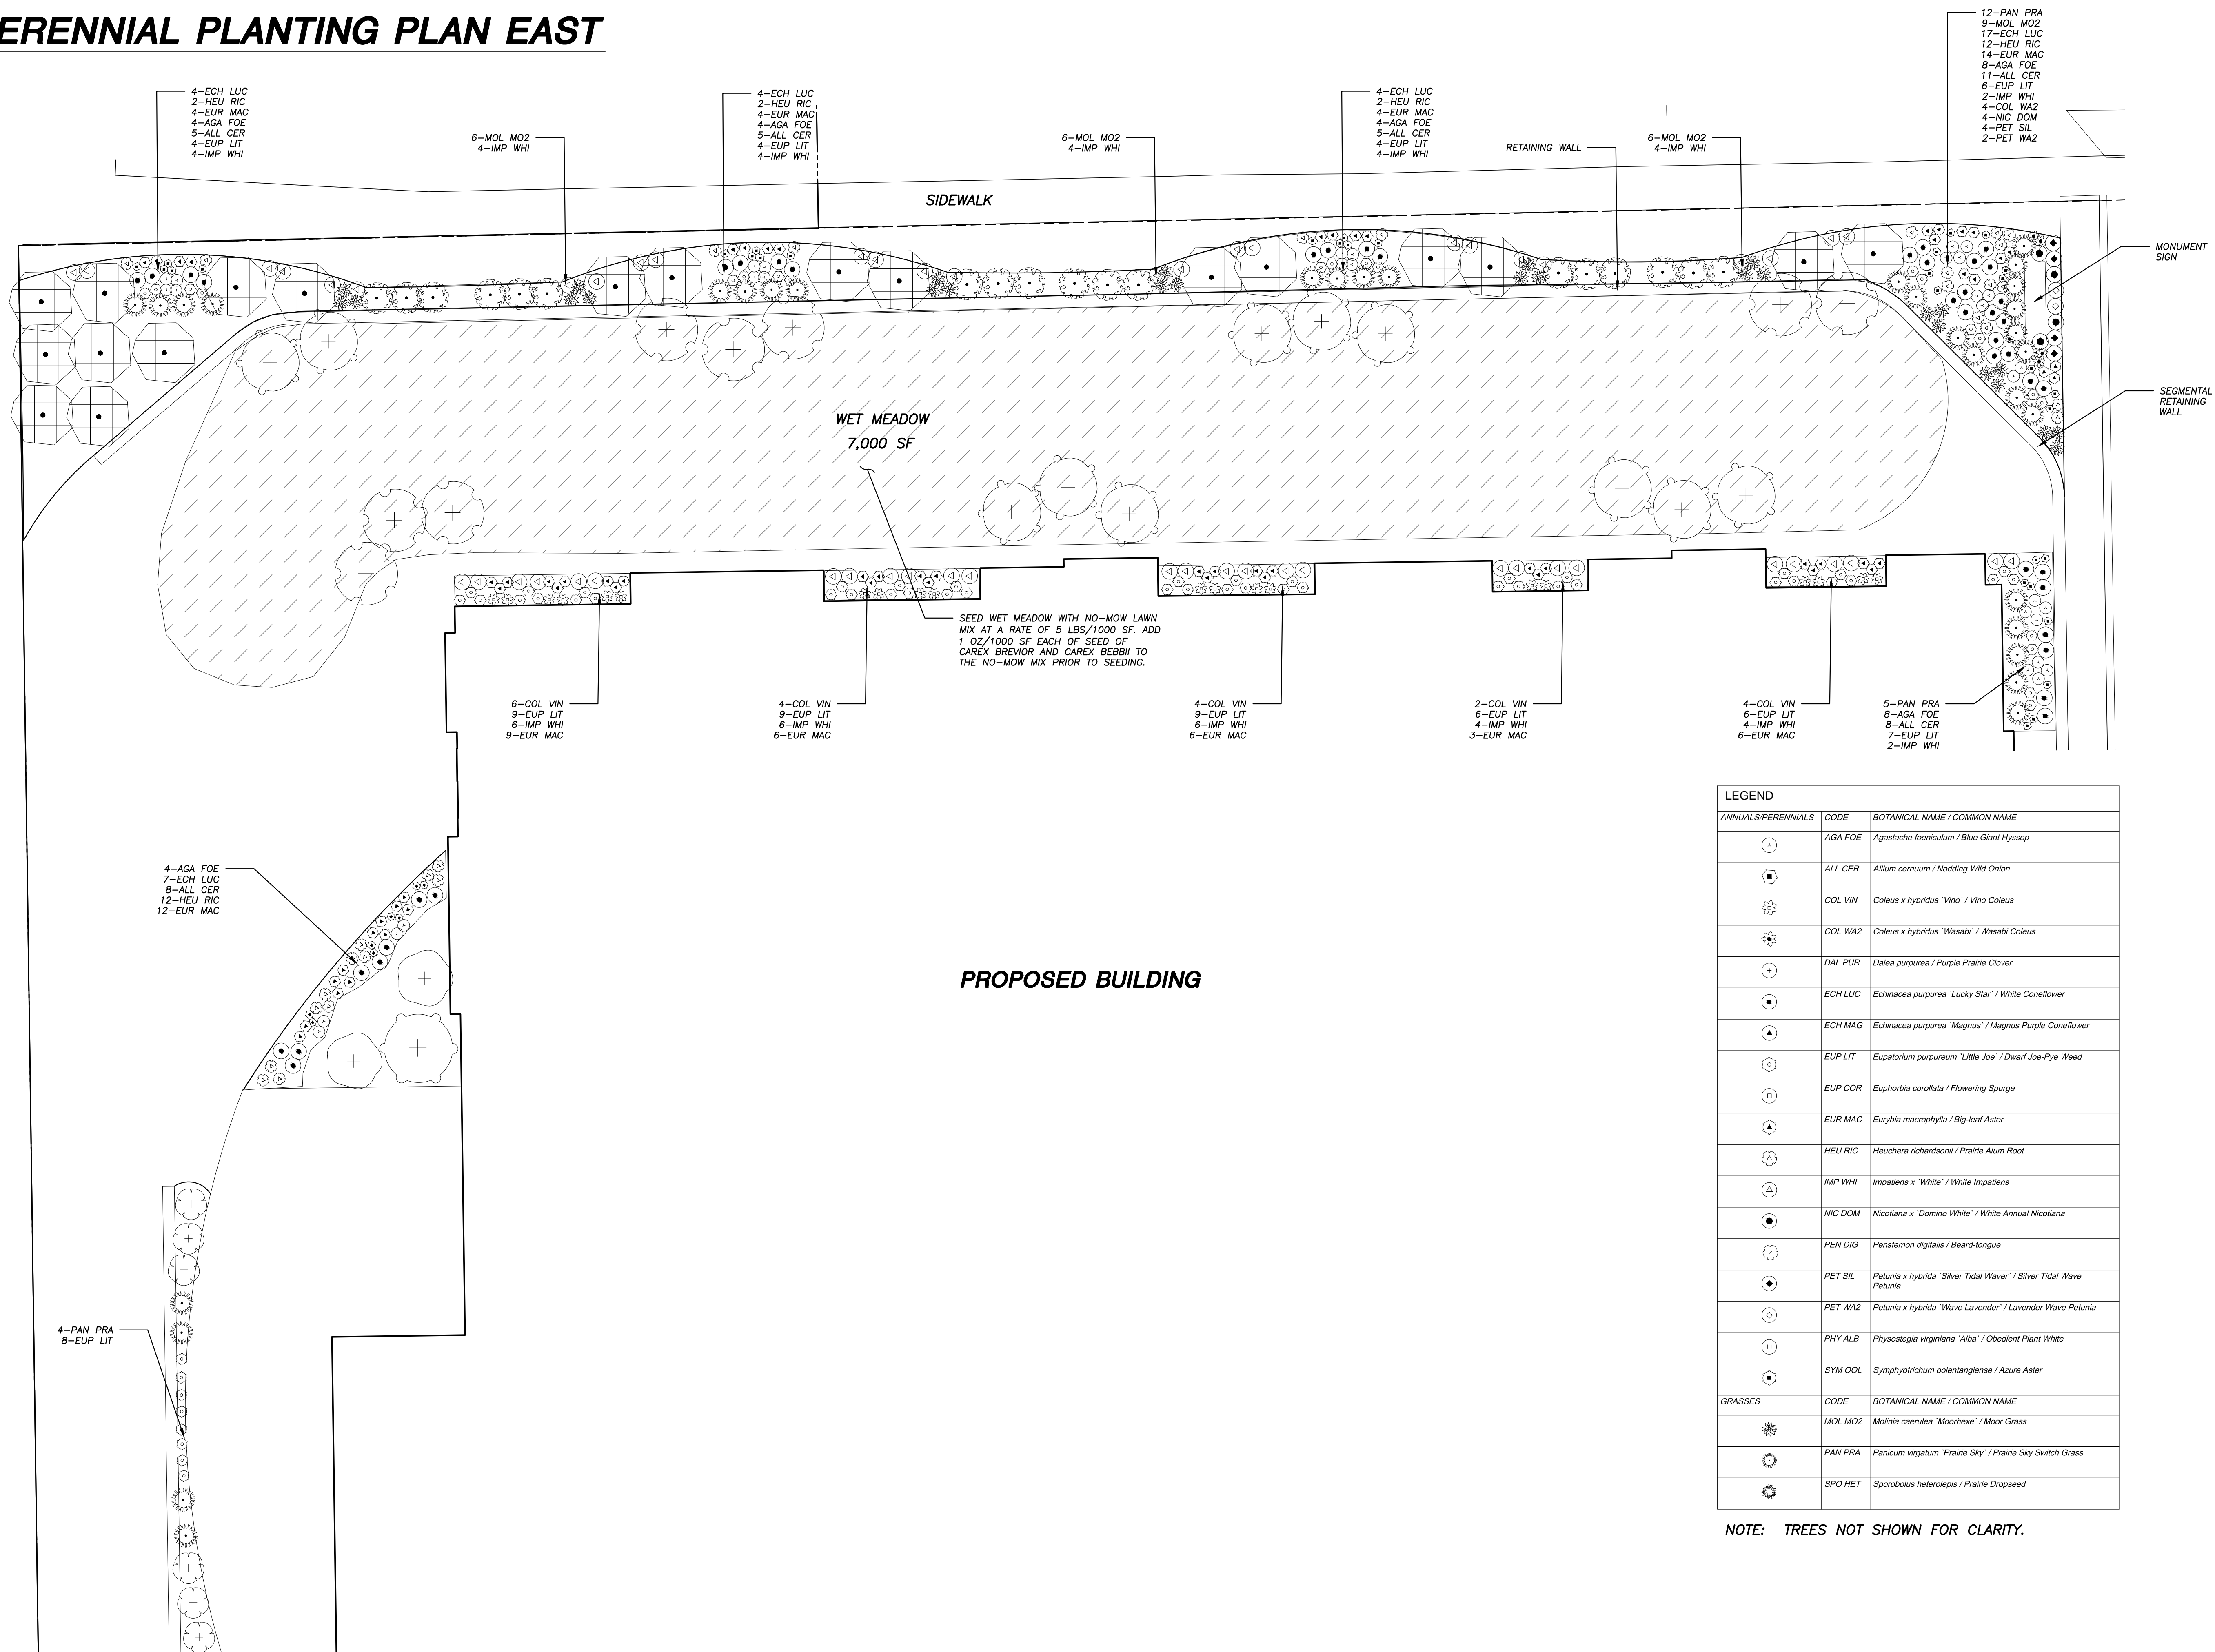 ERENNIAL PLANTING PLAN EAST
4-ECH LUC
2-HEU RIC
4-EUR MAC
4-AGA FOE
5-ALL CER
4-EUP LIT
4-IMP WHI
6-MOL MO2
4-IMP WHI
4-ECH LUC
2-HEU RIC
4-EUR MAC
4-AGA FOE
5-ALL CER
4-EUP LIT
4-IMP WHI
6-MOL MO2
4-IMP WHI
4-ECH LUC
2-HEU RIC
4-EUR MAC
4-AGA FOE
5-ALL CER
4-EUP LIT
4-IMP WHI
RETAINING WALL
6-MOL MO2
4-IMP WHI
12-PAN PRA
9-MOL MO2
17-ECH LUC
12-HEU RIC
14-EUR MAC
8-AGA FOE
11-ALL CER
6-EUP LIT
2-IMP WHI
4-COL WA2
4-NIC DOM
4-PET SIL
2-PET WA2
SIDEWALK
MONUMENT
SIGN
SEGMENTAL
RETAINING
WALL
WET MEADOW
7,000 SF
SEED WET MEADOW WITH NO-MOW LAWN
MIX AT A RATE OF 5 LBS/1000 SF. ADD
1 OZ/1000 SF EACH OF SEED OF
CAREX BREVIOR AND CAREX BEBBII TO
THE NO-MOW MIX PRIOR TO SEEDING.
6-COL VIN
9-EUP LIT
6-IMP WHI
9-EUR MAC
4-COL VIN
9-EUP LIT
6-IMP WHI
6-EUR MAC
4-COL VIN
9-EUP LIT
6-IMP WHI
6-EUR MAC
2-COL VIN
6-EUP LIT
4-IMP WHI
3-EUR MAC
4-COL VIN
6-EUP LIT
4-IMP WHI
6-EUR MAC
5-PAN PRA
8-AGA FOE
8-ALL CER
7-EUP LIT
2-IMP WHI
4-AGA FOE
7-ECH LUC
8-ALL CER
12-HEU RIC
12-EUR MAC
PROPOSED BUILDING
4-PAN PRA
8-EUP LIT
LEGEND
ANNUALS/PERENNIALS CODE BOTANICAL NAME / COMMON NAME
AGA FOE Agastache foeniculum / Blue Giant Hyssop
ALL CER Allium cernuum / Nodding Wild Onion
COL VIN Coleus x hybridus `Vino` / Vino Coleus
COL WA2 Coleus x hybridus `Wasabi` / Wasabi Coleus
DAL PUR Dalea purpurea / Purple Prairie Clover
ECH LUC Echinacea purpurea `Lucky Star` / White Coneflower
ECH MAG Echinacea purpurea `Magnus` / Magnus Purple Coneflower
EUP LIT Eupatorium purpureum `Little Joe` / Dwarf Joe-Pye Weed
EUP COR Euphorbia corollata / Flowering Spurge
EUR MAC Eurybia macrophylla / Big-leaf Aster
HEU RIC Heuchera richardsonii / Prairie Alum Root
IMP WHI Impatiens x `White` / White Impatiens
NIC DOM Nicotiana x `Domino White` / White Annual Nicotiana
PEN DIG Penstemon digitalis / Beard-tongue
PET SIL Petunia x hybrida `Silver Tidal Waver` / Silver Tidal Wave
Petunia
PET WA2 Petunia x hybrida `Wave Lavender` / Lavender Wave Petunia
PHY ALB Physostegia virginiana `Alba` / Obedient Plant White
SYM OOL Symphyotrichum oolentangiense / Azure Aster
GRASSES CODE BOTANICAL NAME / COMMON NAME
MOL MO2 Molinia caerulea `Moorhexe` / Moor Grass
PAN PRA Panicum virgatum `Prairie Sky` / Prairie Sky Switch Grass
SPO HET Sporobolus heterolepis / Prairie Dropseed
NOTE: TREES NOT SHOWN FOR CLARITY.